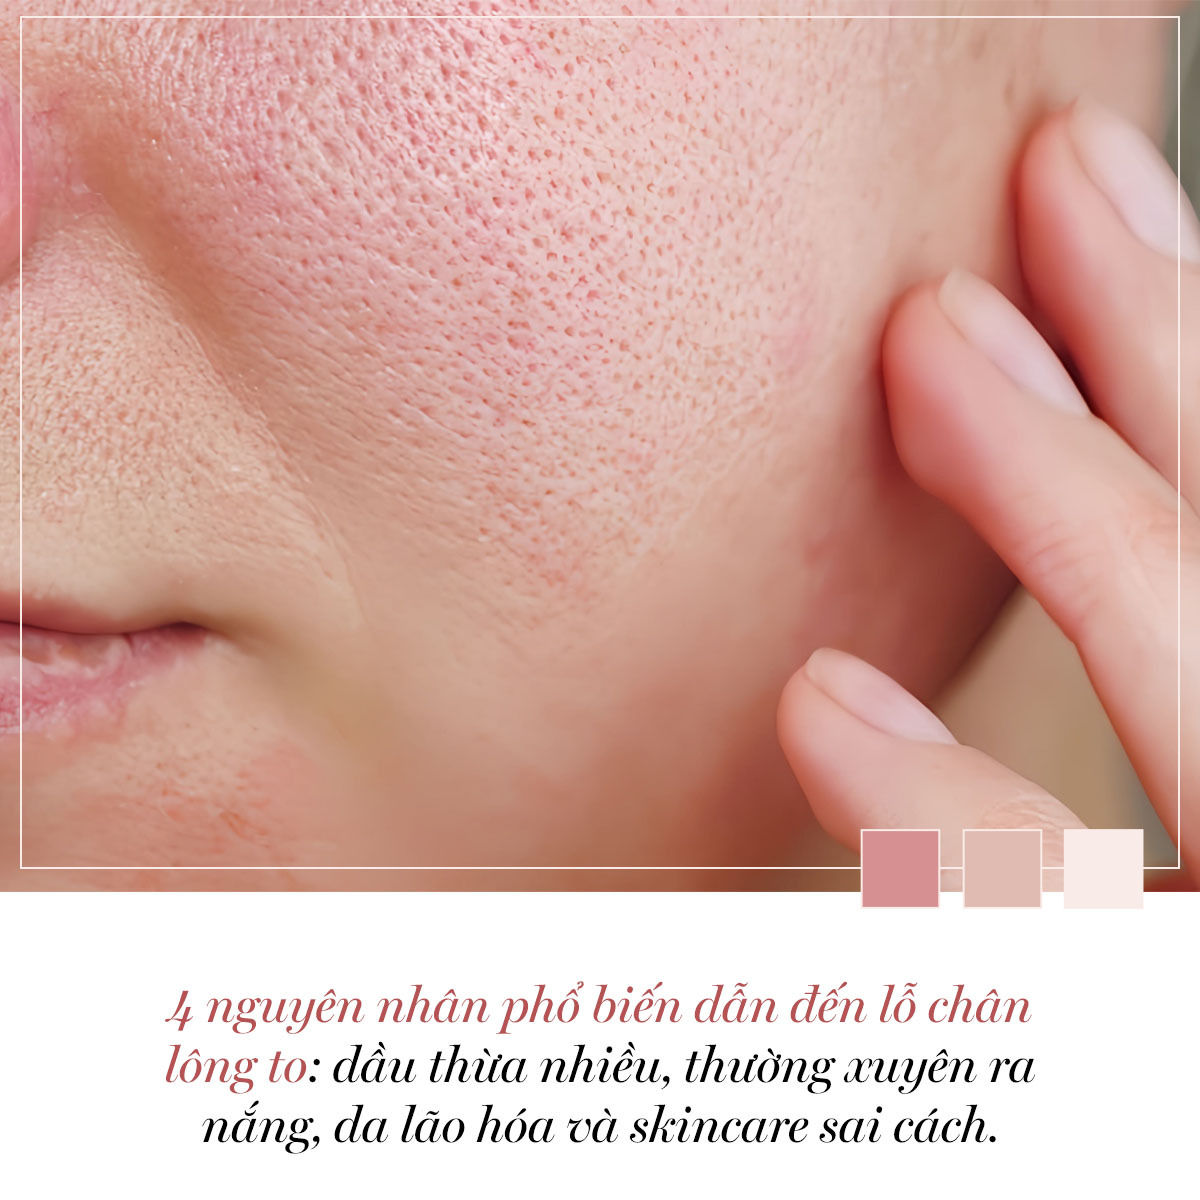 4 nguyên nhân phổ biến dẫn đến lỗ chân
lông to: dầu thừa nhiều, thường xuyên ra
nắng, da lão hóa và skincare sai cách.